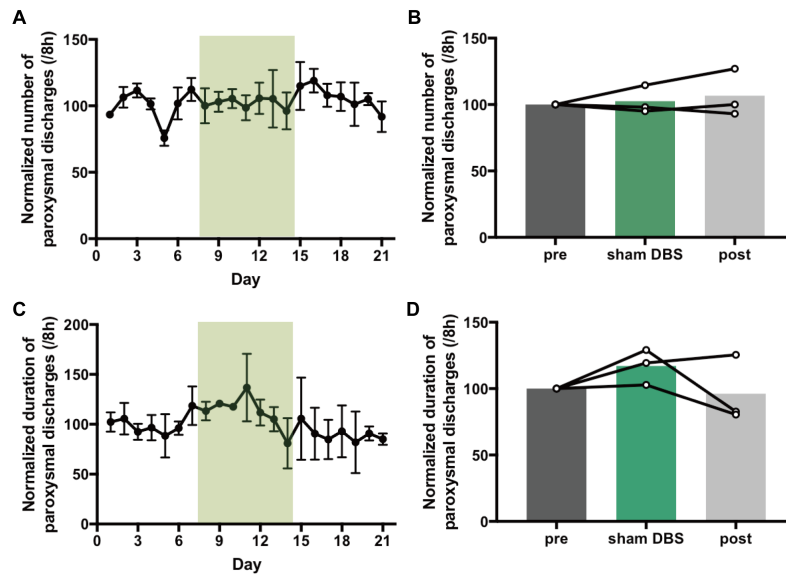 A
Normalized number of
paroxysmal discharges (/8h)
150
100
50
0
0 3 6 9 12 15 18 21
Day
B
Normalized number of
paroxysmal discharges (/8h)
150
100
50
0
pre sham DBS post
C
Normalized duration of
paroxysmal discharges (/8h)
200
150
100
50
0
0 3 6 9 12 15 18 21
Day
D
Normalized duration of
paroxysmal discharges (/8h)
150
100
50
0
pre sham DBS post